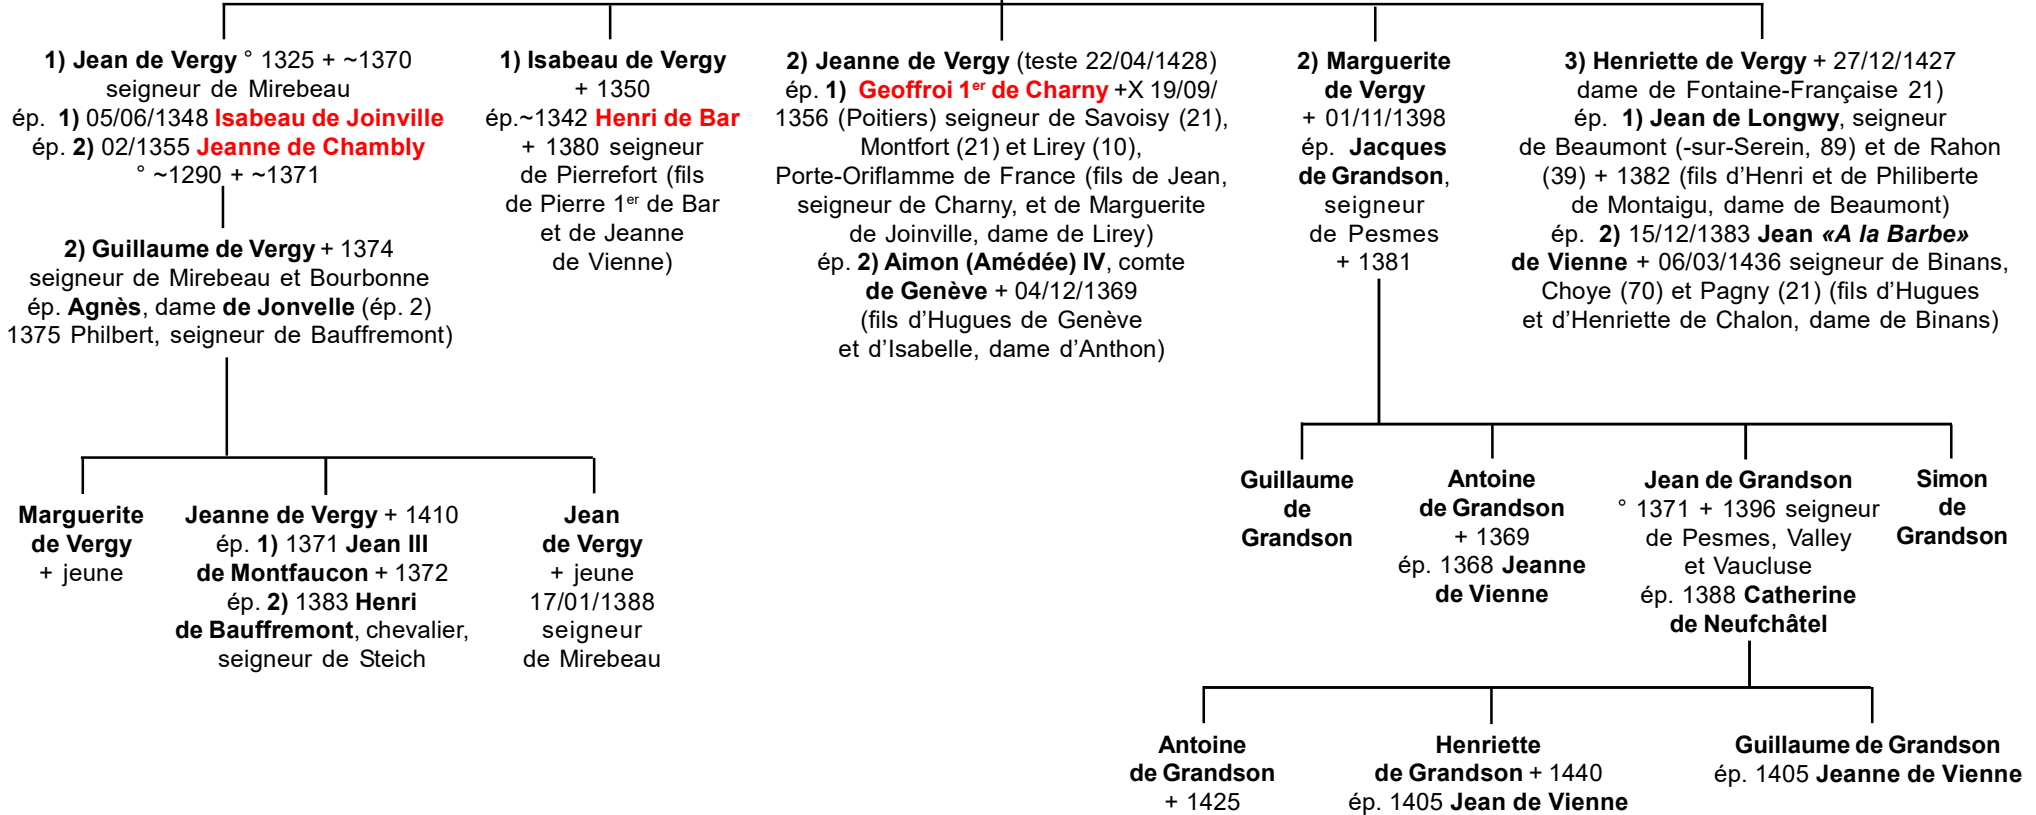 1) Jean de Vergy ° 1325 + ~1370
seigneur de Mirebeau
ép. 1) 05/06/1348 Isabeau de Joinville
ép. 2) 02/1355 Jeanne de Chambly
° ~1290 + ~1371
2) Guillaume de Vergy + 1374
seigneur de Mirebeau et Bourbonne
ép. Agnès, dame de Jonvelle (ép. 2)
1375 Philbert, seigneur de Bauffremont)
1) Isabeau de Vergy
+ 1350
ép.~1342 Henri de Bar
+ 1380 seigneur
de Pierrefort (fils
de Pierre 1er de Bar
et de Jeanne
de Vienne)
2) Jeanne de Vergy (teste 22/04/1428)
ép. 1) Geoffroi 1er de Charny +X 19/09/
1356 (Poitiers) seigneur de Savoisy (21),
Montfort (21) et Lirey (10),
Porte-Oriflamme de France (fils de Jean,
seigneur de Charny, et de Marguerite
de Joinville, dame de Lirey)
ép. 2) Aimon (Amédée) IV, comte
de Genève + 04/12/1369
(fils d'Hugues de Genève
et d'Isabelle, dame d'Anthon)
2) Marguerite
de Vergy
+ 01/11/1398
ép. Jacques
de Grandson,
seigneur
de Pesmes
+ 1381
3) Henriette de Vergy + 27/12/1427
dame de Fontaine-Française 21)
ép. 1) Jean de Longwy, seigneur
de Beaumont (-sur-Serein, 89) et de Rahon
(39) + 1382 (fils d'Henri et de Philiberte
de Montaigu, dame de Beaumont)
ép. 2) 15/12/1383 Jean «A la Barbe»
de Vienne + 06/03/1436 seigneur de Binans,
Choye (70) et Pagny (21) (fils d'Hugues
et d'Henriette de Chalon, dame de Binans)
Marguerite
de Vergy
+ jeune
Jeanne de Vergy + 1410
ép. 1) 1371 Jean III
de Montfaucon + 1372
ép. 2) 1383 Henri
de Bauffremont, chevalier,
seigneur de Steich
Jean
de Vergy
+ jeune
17/01/1388
seigneur
de Mirebeau
Guillaume
de
Grandson
Antoine
de Grandson
+ 1369
ép. 1368 Jeanne
de Vienne
Jean de Grandson
° 1371 + 1396 seigneur
de Pesmes, Valley
et Vaucluse
ép. 1388 Catherine
de Neufchâtel
Simon
de
Grandson
Antoine
de Grandson
+ 1425
Henriette
de Grandson + 1440
ép. 1405 Jean de Vienne
Guillaume de Grandson
ép. 1405 Jeanne de Vienne